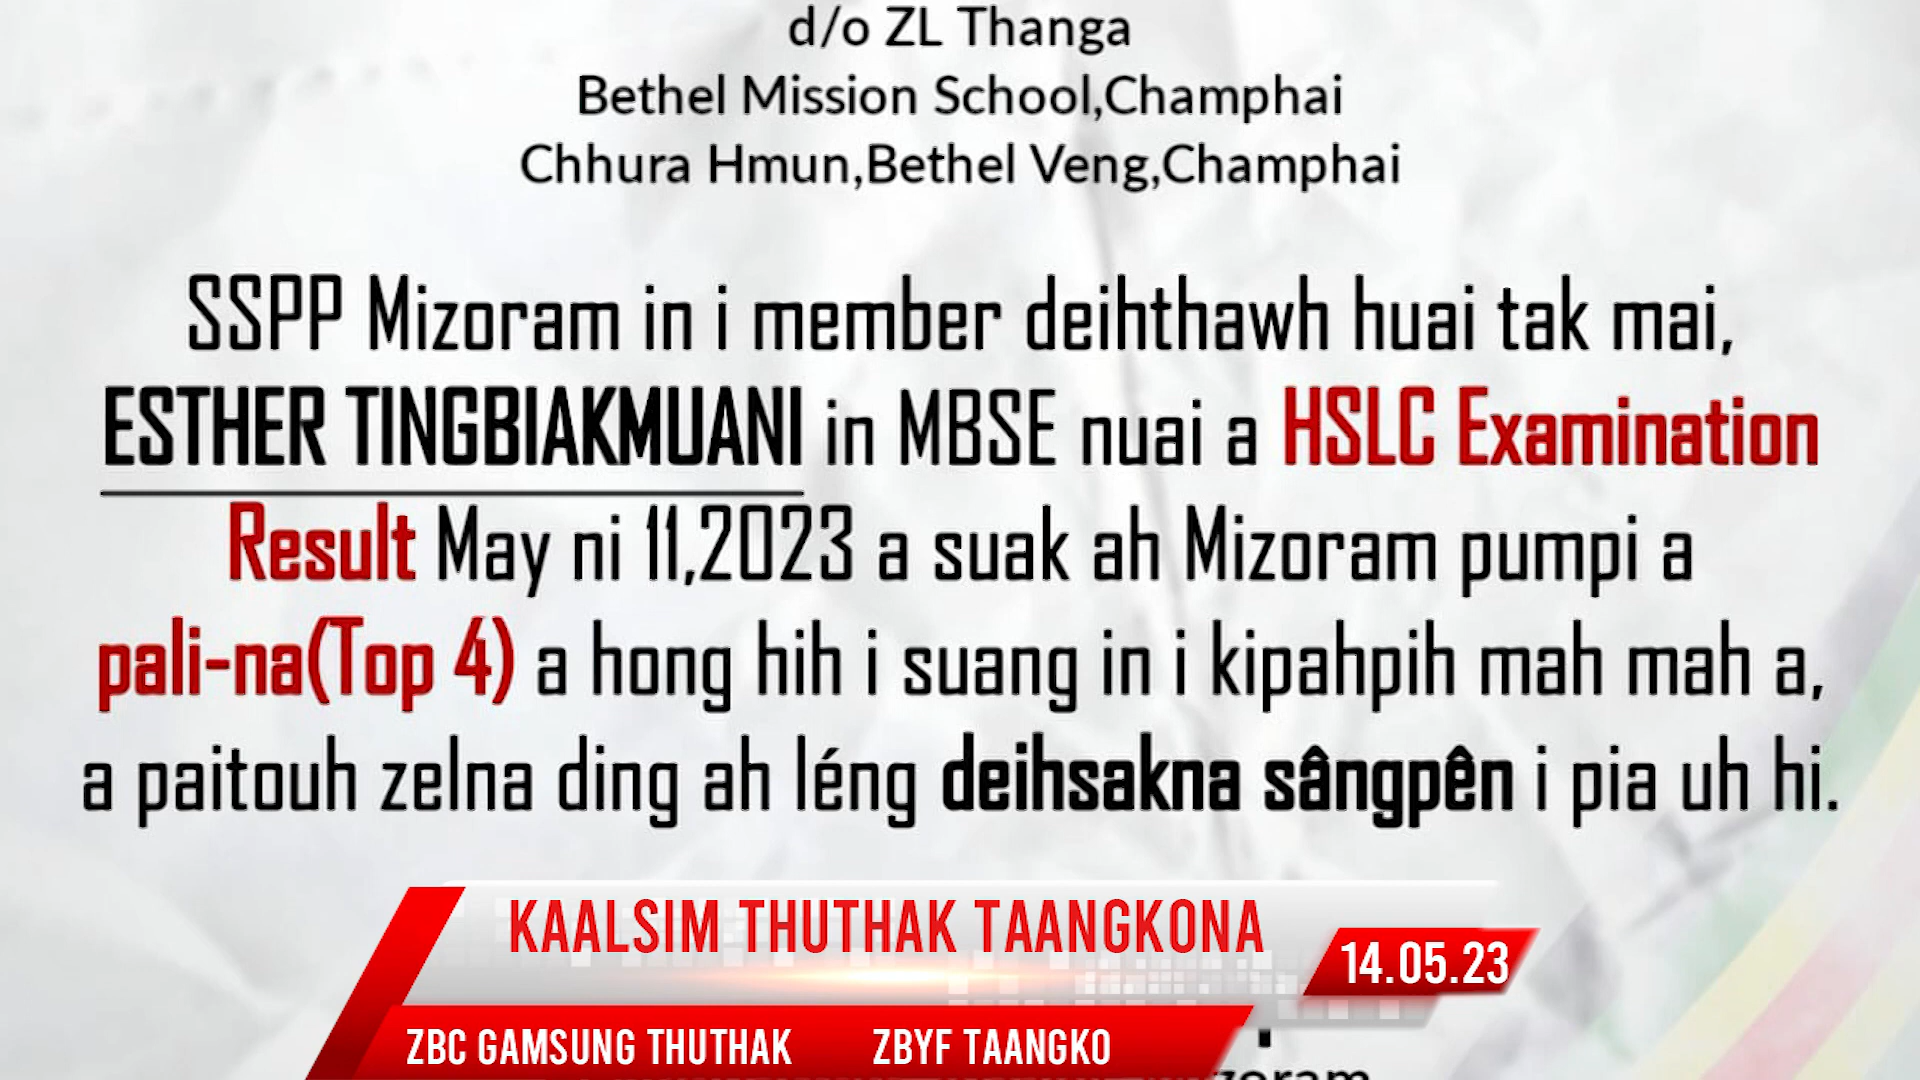 d/o ZL Thanga
Bethel Mission School,Champhai
Chhura Hmun,Bethel Veng,Champhai
SSPP Mizoram in i member deihthawh huai tak mai,
ESTHER TINGBIAKMUANI in MBSE nuai a HSLC Examination
Result May ni 11,2023 a suak ah Mizoram pumpi a
pali-na(Top 4) a hong hih i suang in i kipahpih mah mah a,
a paitouh zelna ding ah léng deihsakna sângpên i pia uh hi.
KAALSIM THUTHAK TAANGKONA
14.05.23
ZBC GAMSUNG THUTHAK ZBYF TAANGKO